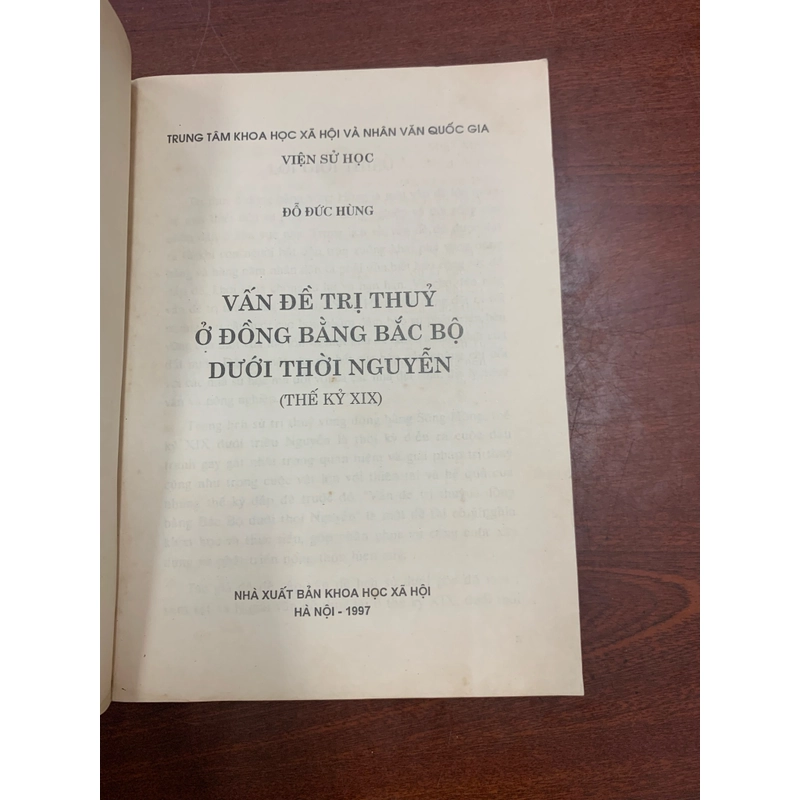 TRUNG TÂM KHOA HỌC XÃ HỘI VÀ NHÂN VĂN QUỐC GIA
VIỆN SỬ HỌC
ĐỖ ĐỨC HÙNG
VẤN ĐỀ TRỊ THUỶ
Ở ĐỒNG BẰNG BẮC BỘ
DƯỚI THỜI NGUYỄN
(THẾ KỶ XIX)
NHÀ XUẤT BẢN KHOA HỌC XÃ HỘI
HÀ NỘI - 1997